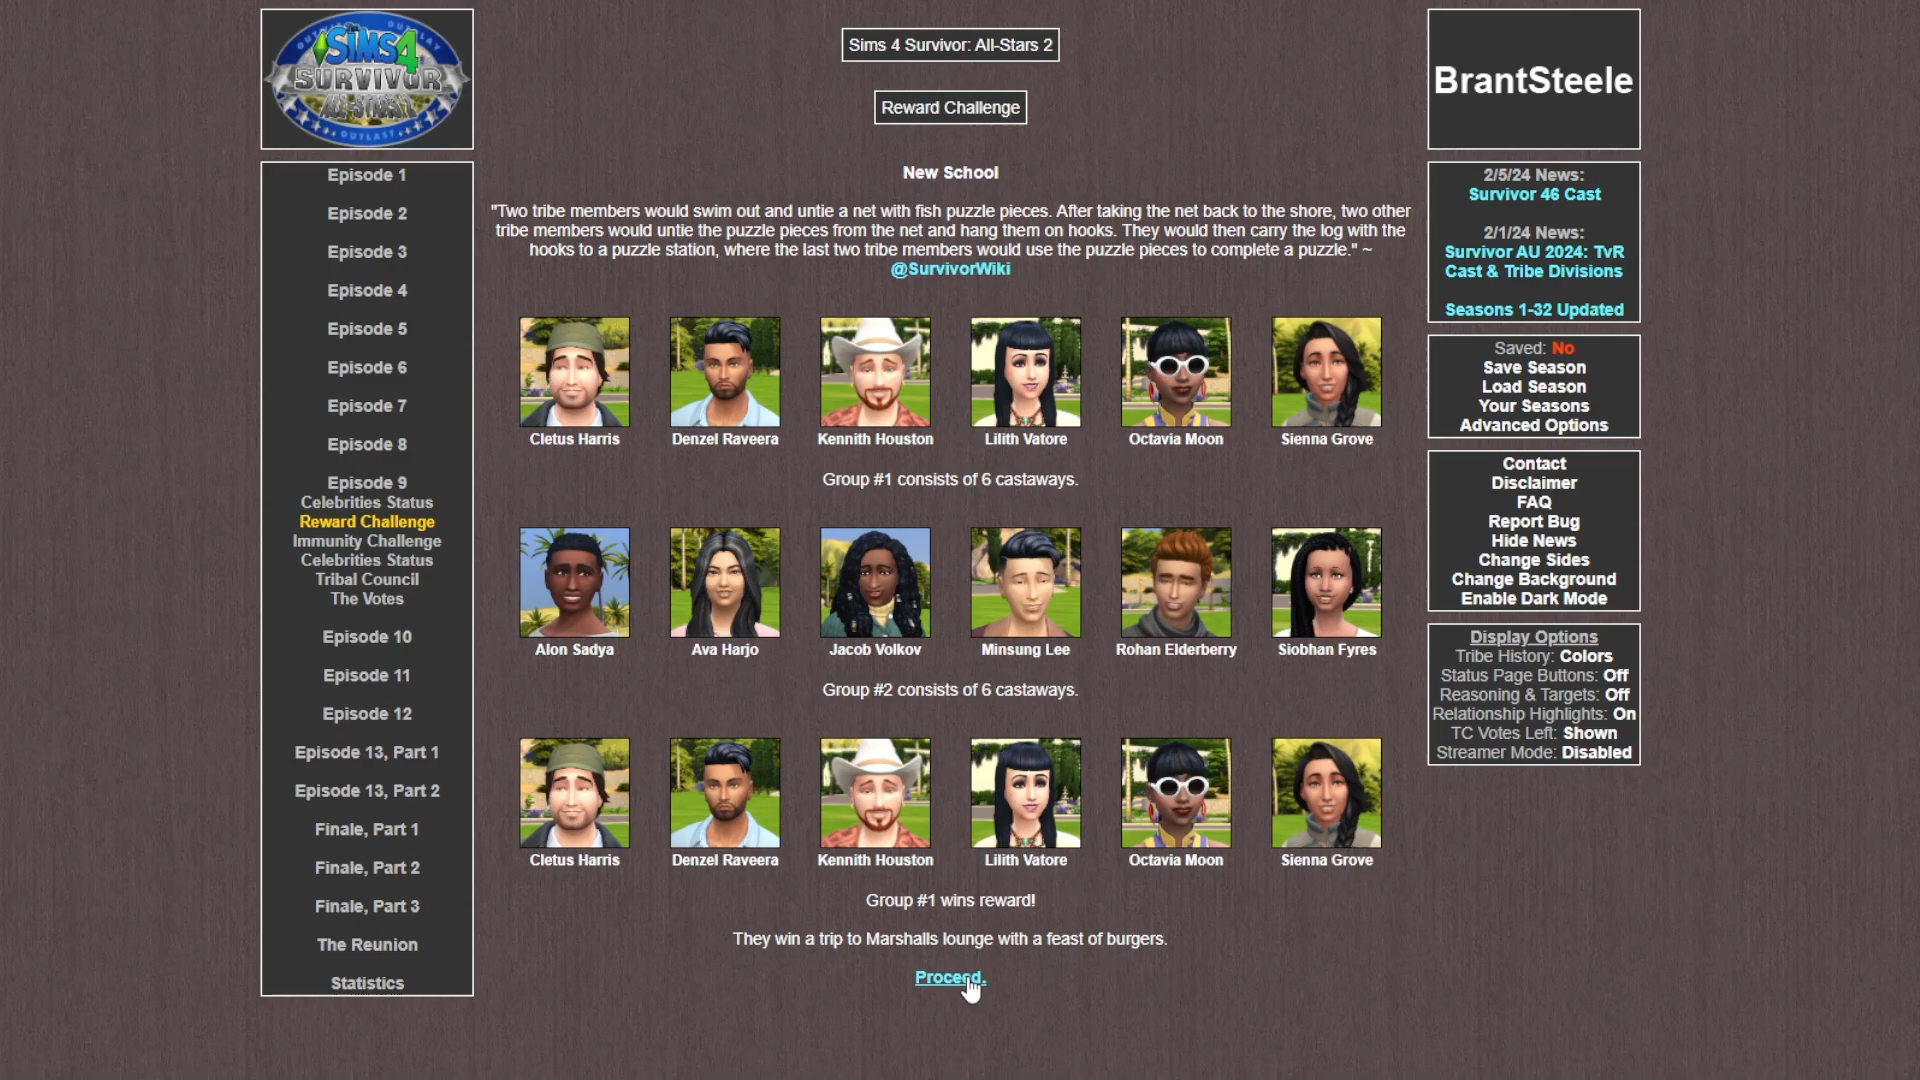 OUTWIT OUTPLAY
THE SIMS 4
SURVIVOR
ALL-STARS 2
OUTLAST
Episode 1
Episode 2
Episode 3
Episode 4
Episode 5
Episode 6
Episode 7
Episode 8
Episode 9
Celebrities Status
Reward Challenge
Immunity Challenge
Celebrities Status
Tribal Council
The Votes
Episode 10
Episode 11
Episode 12
Episode 13, Part 1
Episode 13, Part 2
Finale, Part 1
Finale, Part 2
Finale, Part 3
The Reunion
Statistics
Sims 4 Survivor: All-Stars 2
Reward Challenge
New School
"Two tribe members would swim out and untie a net with fish puzzle pieces. After taking the net back to the shore, two other
tribe members would untie the puzzle pieces from the net and hang them on hooks. They would then carry the log with the
hooks to a puzzle station, where the last two tribe members would use the puzzle pieces to complete a puzzle." ~
@SurvivorWiki
Cletus Harris Denzel Raveera Kennith Houston Lilith Vatore Octavia Moon Sienna Grove
Group #1 consists of 6 castaways.
Alon Sadya Ava Harjo Jacob Volkov Minsung Lee Rohan Elderberry Siobhan Fyres
Group #2 consists of 6 castaways.
Cletus Harris Denzel Raveera Kennith Houston Lilith Vatore Octavia Moon Sienna Grove
Group #1 wins reward!
They win a trip to Marshalls lounge with a feast of burgers.
Proceed.
BrantSteele
2/5/24 News:
Survivor 46 Cast
2/1/24 News:
Survivor AU 2024: TvR
Cast & Tribe Divisions
Seasons 1-32 Updated
Saved: No
Save Season
Load Season
Your Seasons
Advanced Options
Contact
Disclaimer
FAQ
Report Bug
Hide News
Change Sides
Change Background
Enable Dark Mode
Display Options
Tribe History: Colors
Status Page Buttons: Off
Reasoning & Targets: Off
Relationship Highlights: On
TC Votes Left: Shown
Streamer Mode: Disabled